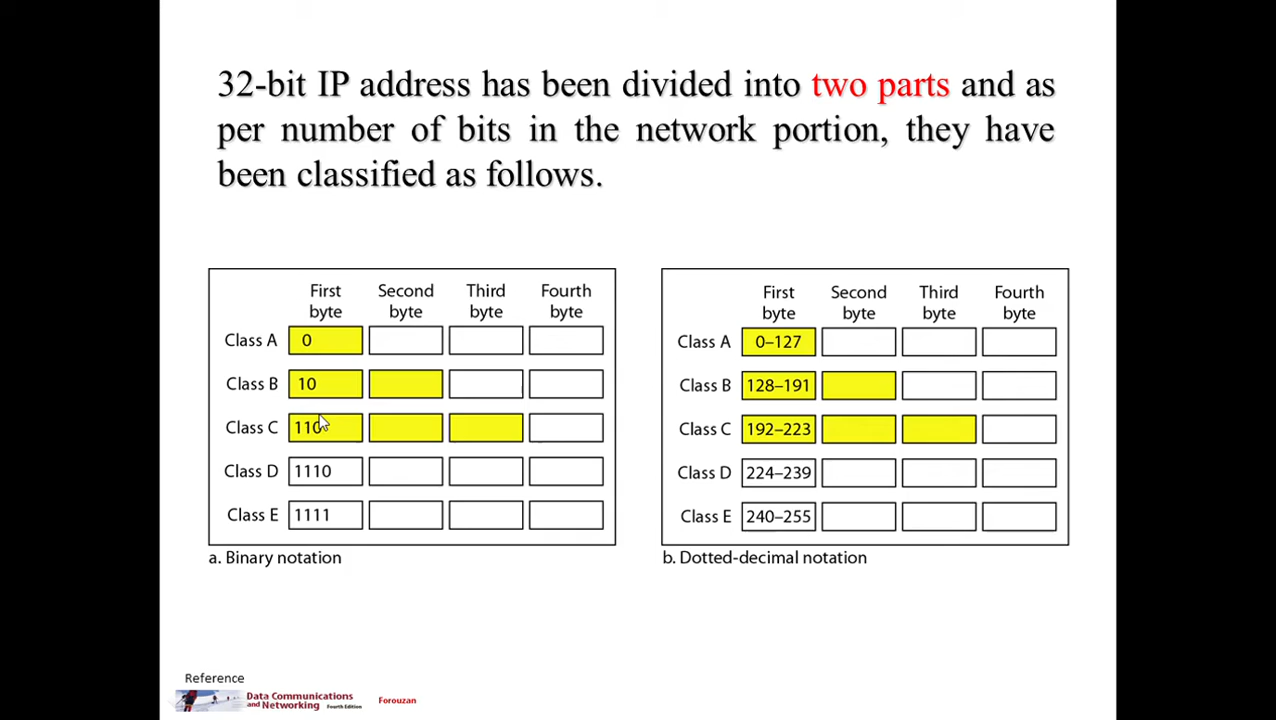 32-bit IP address has been divided into two parts and as
per number of bits in the network portion, they have
been classified as follows.
First byte Second byte Third byte Fourth byte
Class A 0
Class B 10
Class C 110
Class D 1110
Class E 1111
a. Binary notation
First byte Second byte Third byte Fourth byte
Class A 0–127
Class B 128–191
Class C 192–223
Class D 224–239
Class E 240–255
b. Dotted-decimal notation
Reference
Data Communications
and Networking Fourth Edition Forouzan